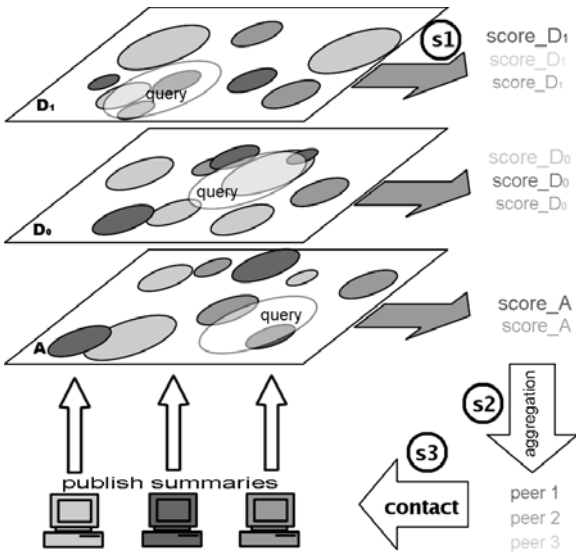 s1
score_D₁
score_D₁
score_D₁
query
D₁
score_D₀
score_D₀
score_D₀
query
D₀
query
score_A
score_A
A
s2
aggregation
s3
publish summaries
contact
peer 1
peer 2
peer 3